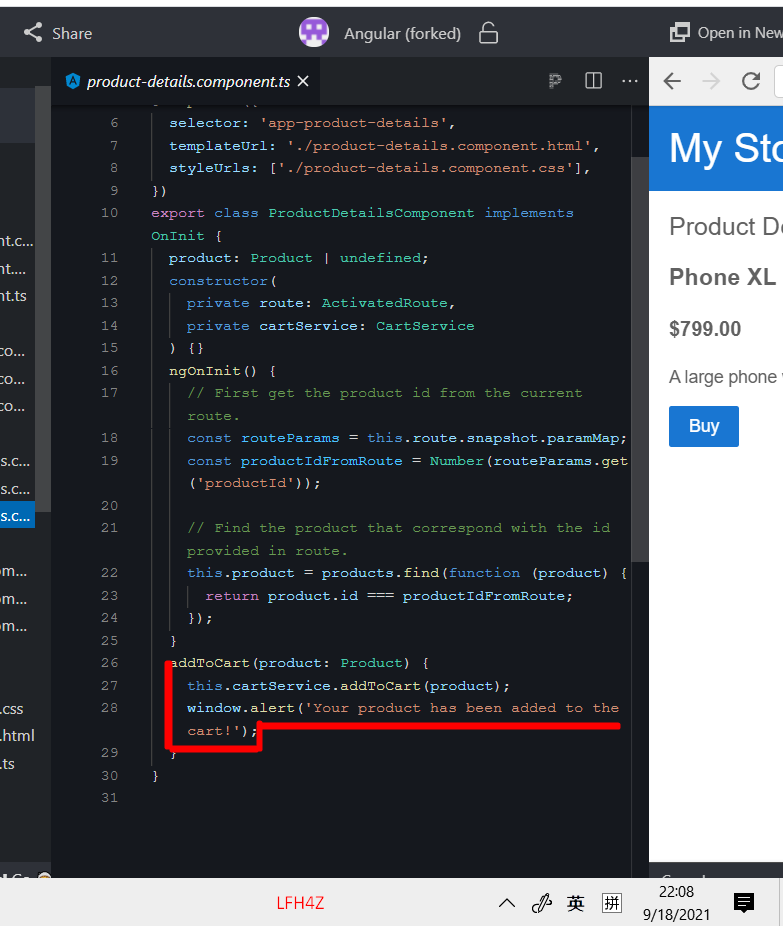 Share
Angular (forked)
Open in New
product-details.component.ts
6 selector: 'app-product-details',
7 templateUrl: './product-details.component.html',
8 styleUrls: ['./product-details.component.css'],
9 })
10 export class ProductDetailsComponent implements
OnInit {
11 product: Product | undefined;
12 constructor(
13 private route: ActivatedRoute,
14 private cartService: CartService
15 ) {}
16 ngOnInit() {
17 // First get the product id from the current
route.
18 const routeParams = this.route.snapshot.paramMap;
19 const productIdFromRoute = Number(routeParams.get
('productId'));
20
21 // Find the product that correspond with the id
provided in route.
22 this.product = products.find(function (product) {
23 return product.id === productIdFromRoute;
24 });
25 }
26 addToCart(product: Product) {
27 this.cartService.addToCart(product);
28 window.alert('Your product has been added to the
cart!');
29 }
30 }
31
nt.c...
nt....
nt.ts
co...
co...
co...
s.c...
s.c...
s.c...
om...
om...
om...
.css
.html
.ts
My Sto
Product De
Phone XL
$799.00
A large phone
Buy
LFH4Z
英
拼
22:08
9/18/2021